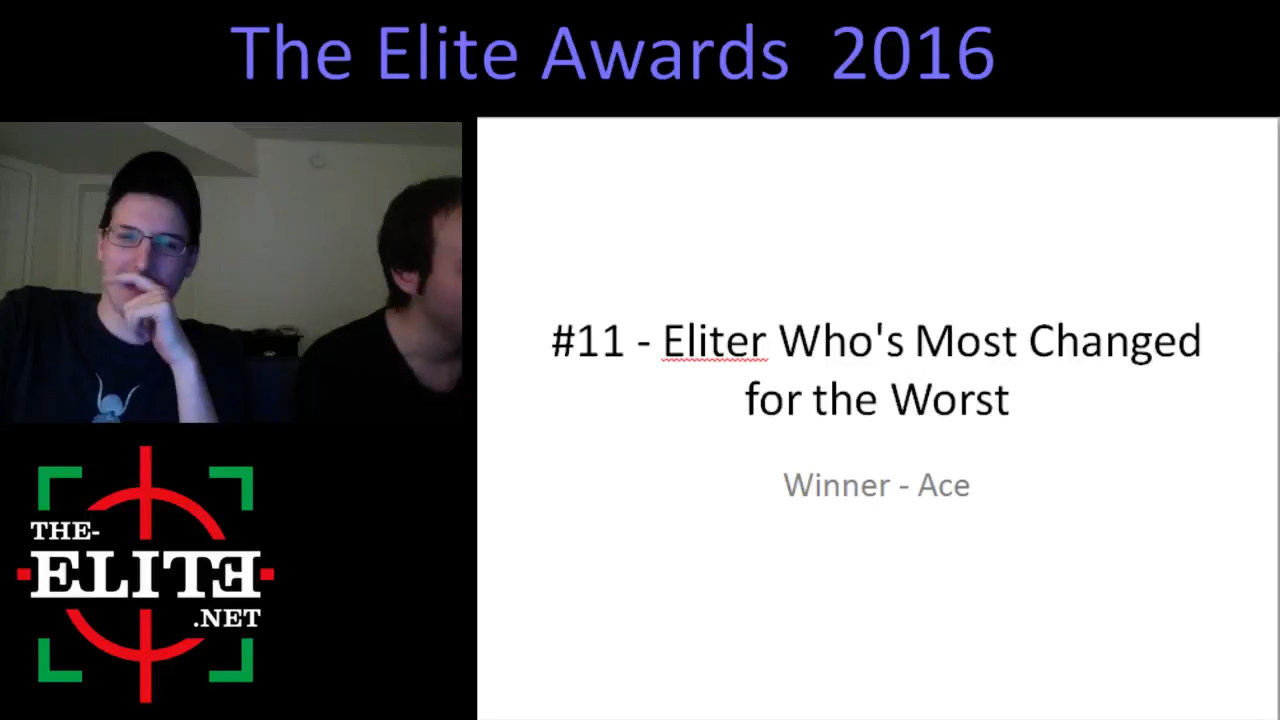 The Elite Awards 2016
#11 - Eliter Who's Most Changed
for the Worst
Winner - Ace
THE-
ELITE
.NET